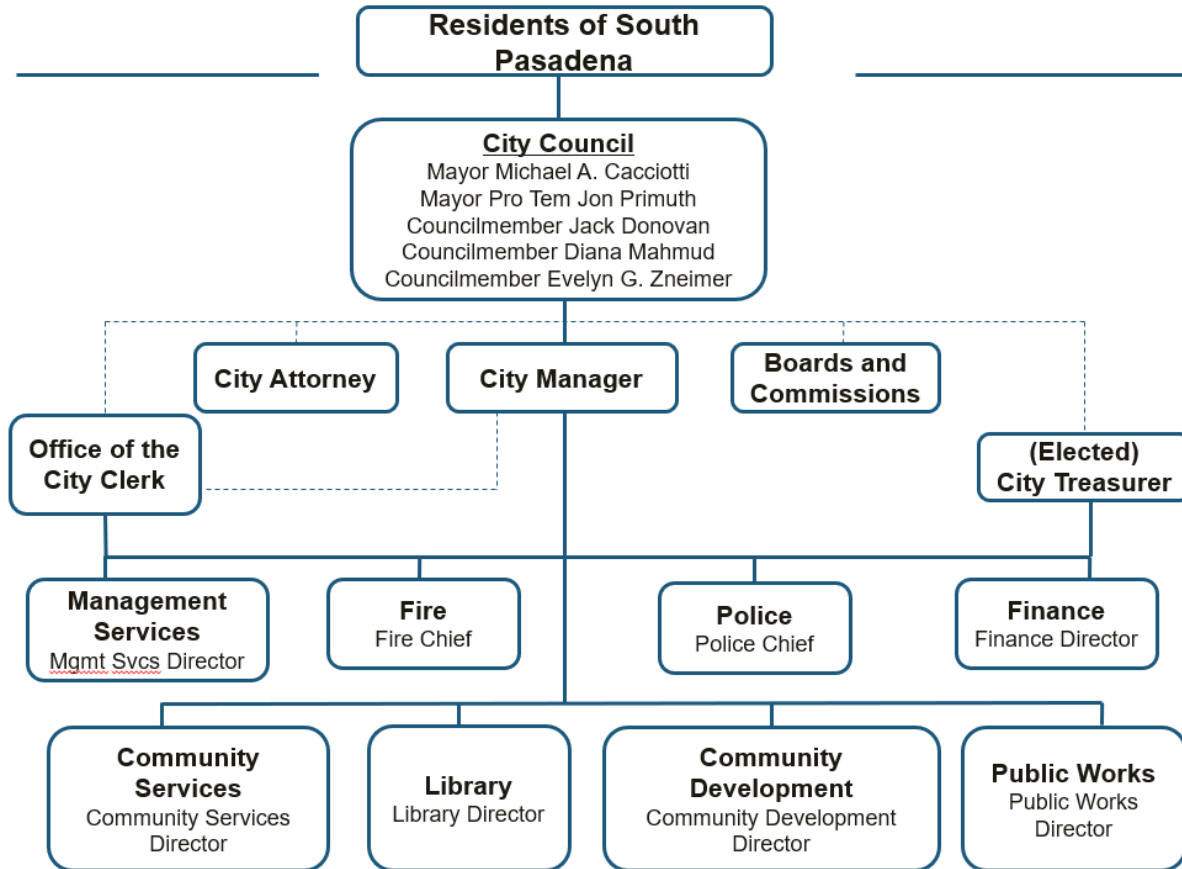 Residents of South
Pasadena
City Council
Mayor Michael A. Cacciotti
Mayor Pro Tem Jon Primuth
Councilmember Jack Donovan
Councilmember Diana Mahmud
Councilmember Evelyn G. Zneimer
City Attorney
City Manager
Boards and
Commissions
Office of the
City Clerk
(Elected)
City Treasurer
Management
Services
Mgmt Svcs Director
Fire
Fire Chief
Police
Police Chief
Finance
Finance Director
Community
Services
Community Services
Director
Library
Library Director
Community
Development
Community Development
Director
Public Works
Public Works
Director